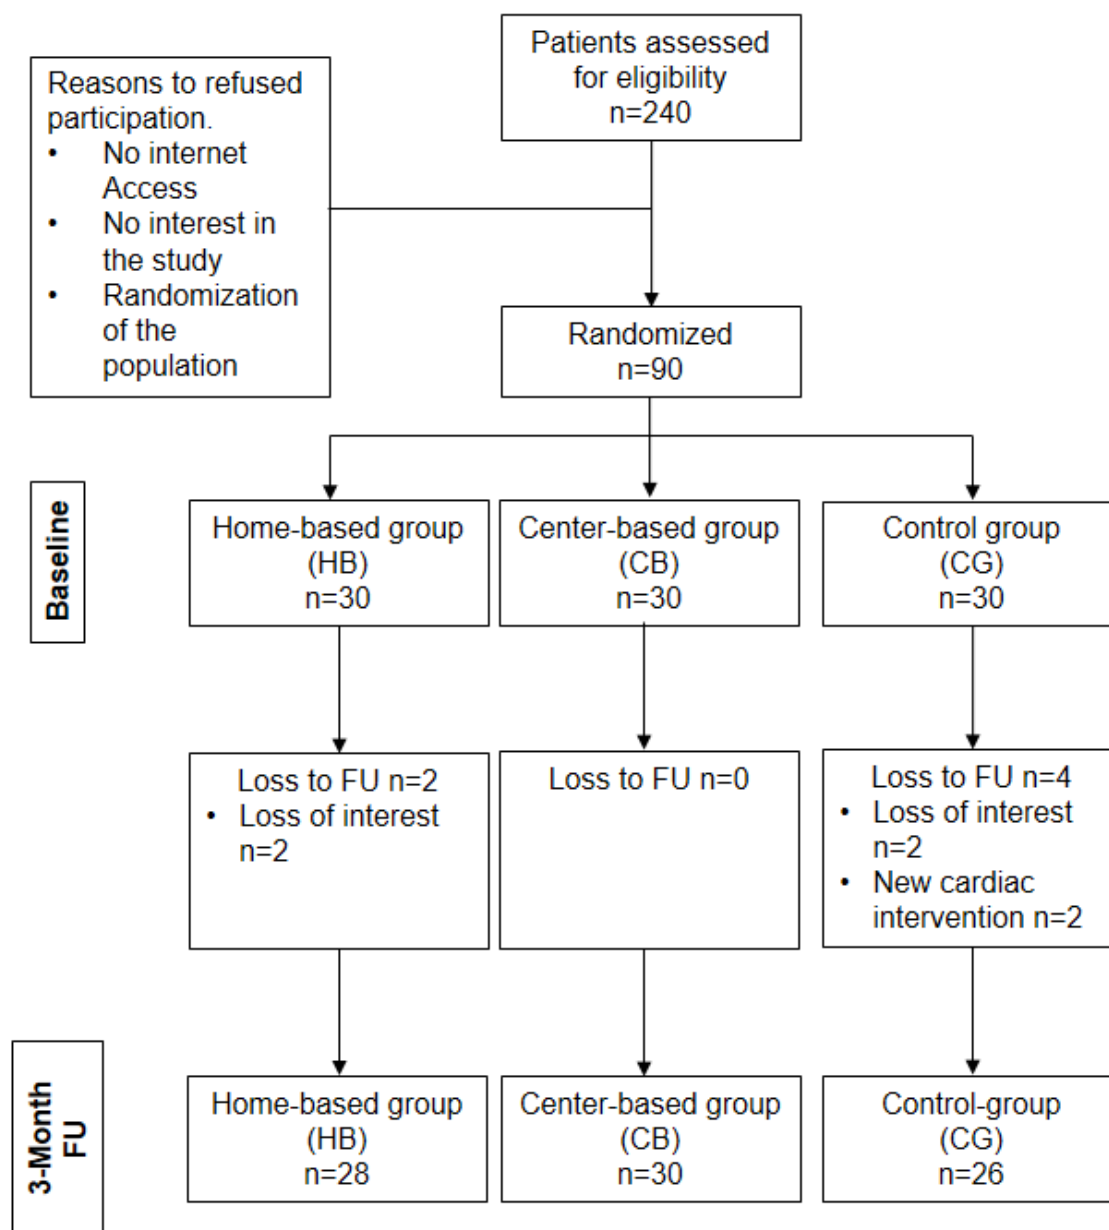 Patients assessed
for eligibility
n=240
Reasons to refused
participation.
• No internet
Access
• No interest in
the study
• Randomization
of the
population
Randomized
n=90
Baseline
Home-based group
(HB)
n=30
Center-based group
(CB)
n=30
Control group
(CG)
n=30
Loss to FU n=2
• Loss of interest
n=2
Loss to FU n=0
Loss to FU n=4
• Loss of interest
n=2
• New cardiac
intervention n=2
3-Month
FU
Home-based group
(HB)
n=28
Center-based group
(CB)
n=30
Control-group
(CG)
n=26